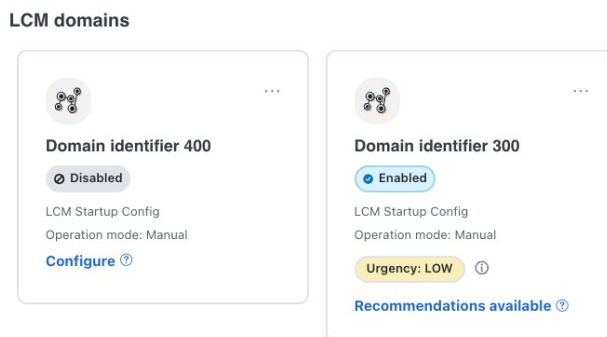 LCM domains
Domain identifier 400
Disabled
LCM Startup Config
Operation mode: Manual
Configure
Domain identifier 300
Enabled
LCM Startup Config
Operation mode: Manual
Urgency: LOW
Recommendations available